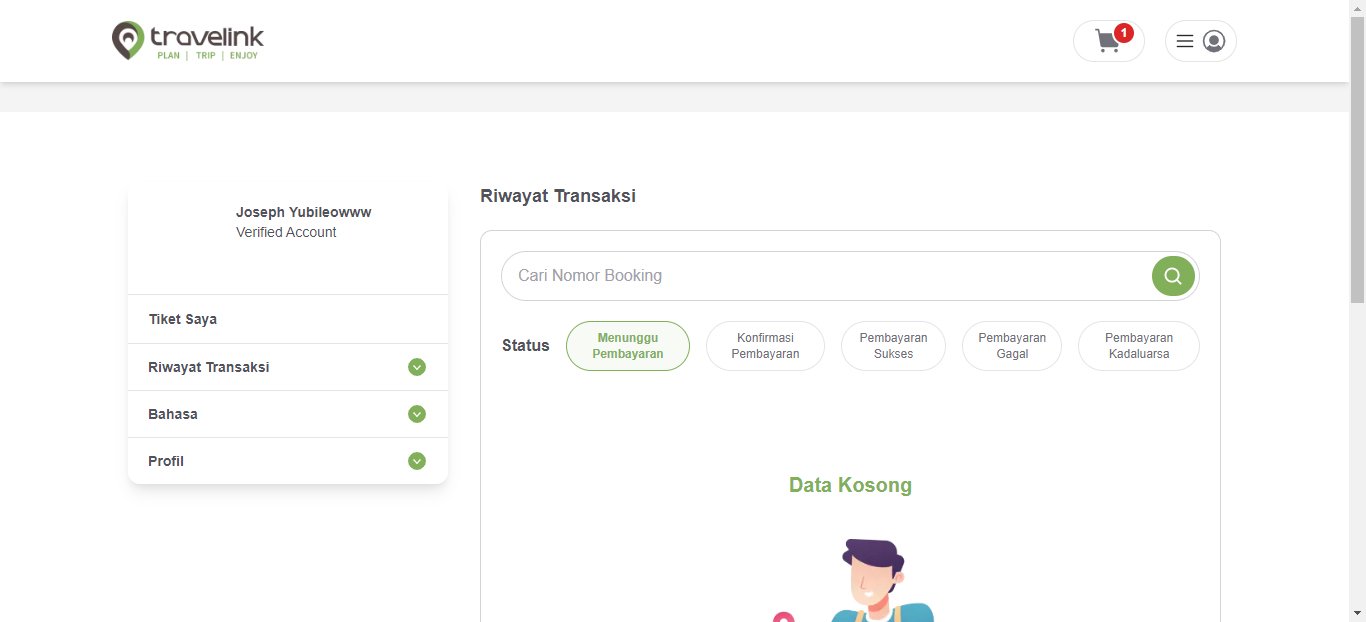 travelink
PLAN | TRIP | ENJOY
1
Joseph Yubileowww
Verified Account
Tiket Saya
Riwayat Transaksi
Bahasa
Profil
Riwayat Transaksi
Cari Nomor Booking
Status
Menunggu
Pembayaran
Konfirmasi
Pembayaran
Pembayaran
Sukses
Pembayaran
Gagal
Pembayaran
Kadaluarsa
Data Kosong